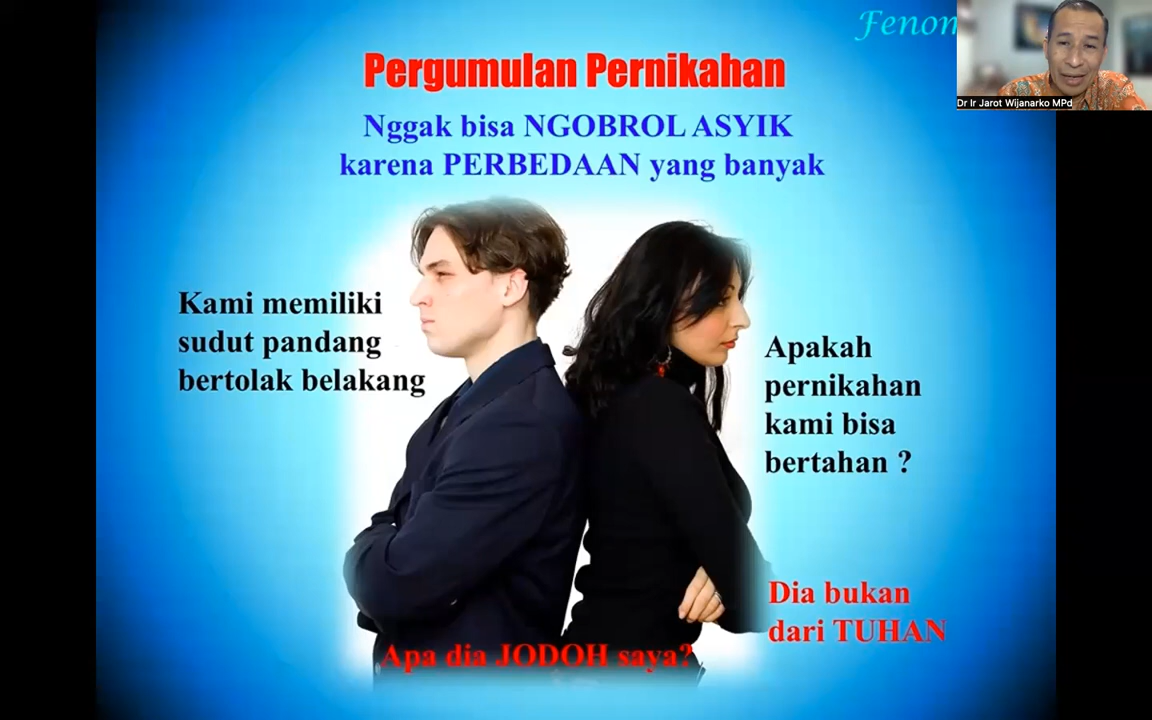 Dr Ir Jarot Wijanarko MPd
Pergumulan Pernikahan
Nggak bisa NGOBROL ASYIK
karena PERBEDAAN yang banyak
Kami memiliki
sudut pandang
bertolak belakang
Apakah
pernikahan
kami bisa
bertahan ?
Dia bukan
dari TUHAN
Apa dia JODOH saya?